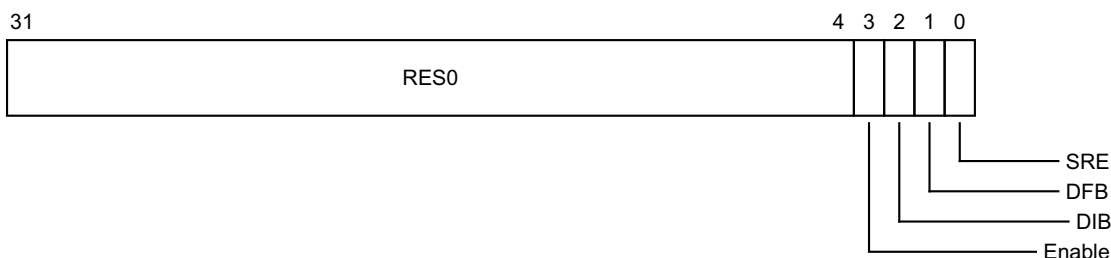 31 4 3 2 1 0
RES0
SRE
DFB
DIB
Enable